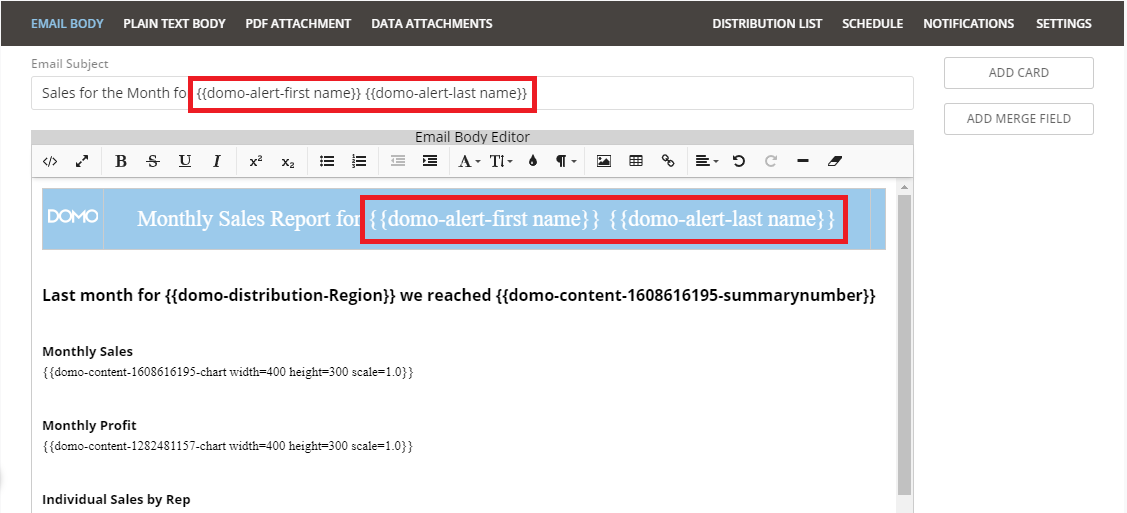 EMAIL BODY PLAIN TEXT BODY PDF ATTACHMENT DATA ATTACHMENTS DISTRIBUTION LIST SCHEDULE NOTIFICATIONS SETTINGS
Email Subject
ADD CARD
Sales for the Month fo {{domo-alert-first name}} {{domo-alert-last name}}
ADD MERGE FIELD
Email Body Editor
</> B S U I x² x₂ A T ¶
DOMO Monthly Sales Report for {{domo-alert-first name}} {{domo-alert-last name}}
Last month for {{domo-distribution-Region}} we reached {{domo-content-1608616195-summarynumber}}
Monthly Sales
{{domo-content-1608616195-chart width=400 height=300 scale=1.0}}
Monthly Profit
{{domo-content-1282481157-chart width=400 height=300 scale=1.0}}
Individual Sales by Rep